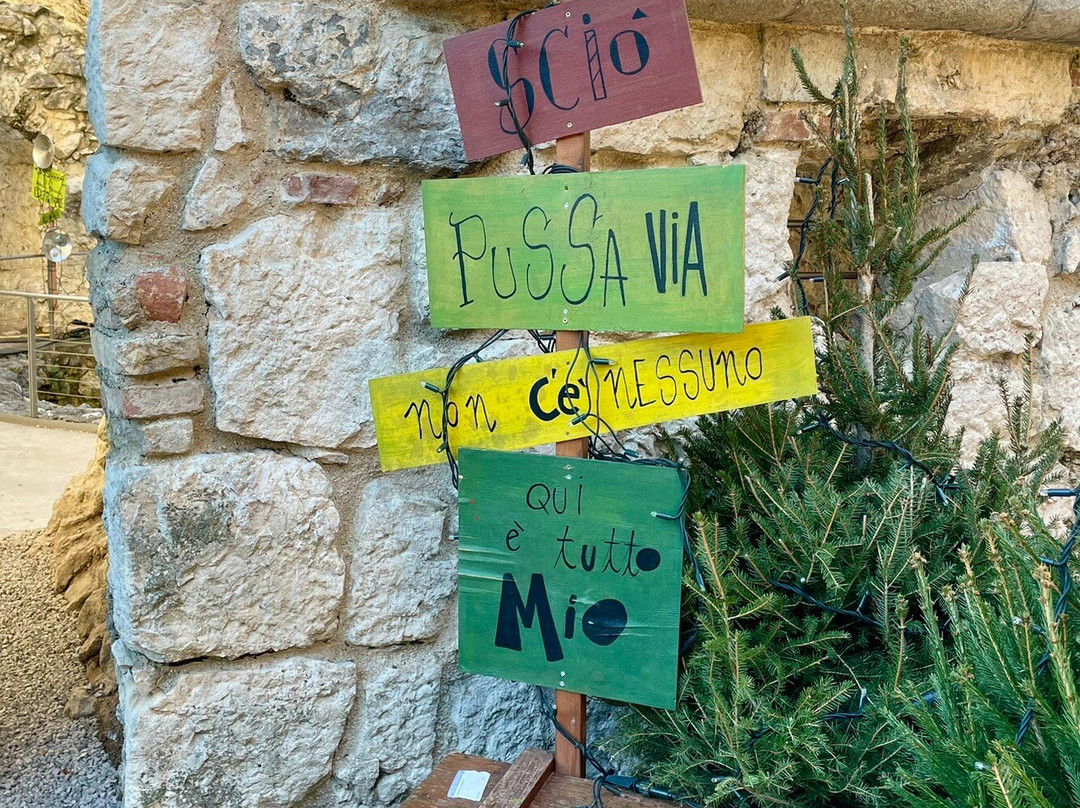 SCiÒ
PUSSA ViA
non c'è NESSUNO
QUi
è tutto
Mio